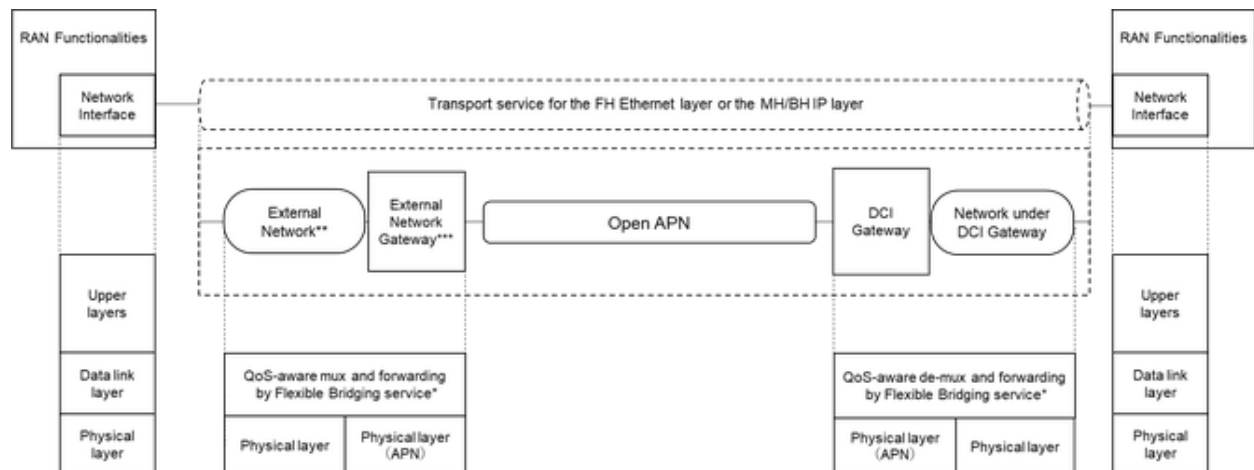 RAN Functionalities
RAN Functionalities
Network
Interface
Transport service for the FH Ethernet layer or the MH/BH IP layer
Network
Interface
External
Network**
External
Network
Gateway***
Open APN
DCI
Gateway
Network under
DCI Gateway
Upper
layers
Upper
layers
Data link
layer
QoS-aware mux and forwarding
by Flexible Bridging service*
QoS-aware de-mux and forwarding
by Flexible Bridging service*
Data link
layer
Physical
layer
Physical layer
Physical layer
(APN)
Physical layer
(APN)
Physical layer
Physical
layer